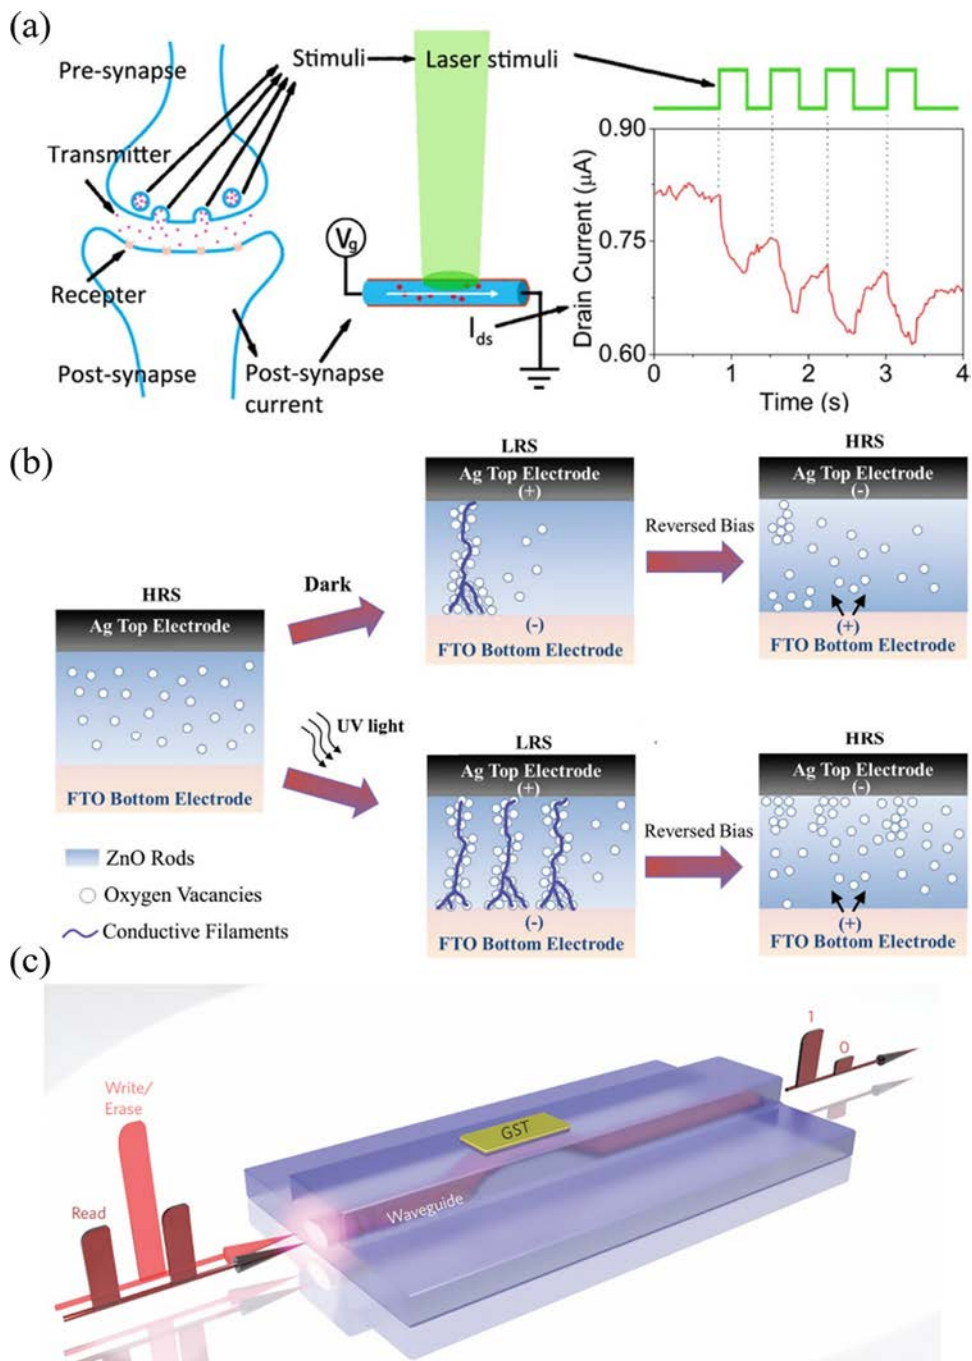 (a)
Pre-synapse
Stimuli
Laser stimuli
Transmitter
Recepter
Post-synapse
Post-synapse
current
Vg
Ids
Drain Current (μA)
0.90
0.75
0.60
0 1 2 3 4
Time (s)
(b)
HRS
Ag Top Electrode
FTO Bottom Electrode
Dark
UV light
LRS
Ag Top Electrode
(+)
(-)
FTO Bottom Electrode
Reversed Bias
HRS
Ag Top Electrode
(-)
(+)
FTO Bottom Electrode
LRS
Ag Top Electrode
(+)
(-)
FTO Bottom Electrode
Reversed Bias
HRS
Ag Top Electrode
(-)
(+)
FTO Bottom Electrode
ZnO Rods
Oxygen Vacancies
Conductive Filaments
(c)
Write/
Erase
Read
GST
Waveguide
1
0